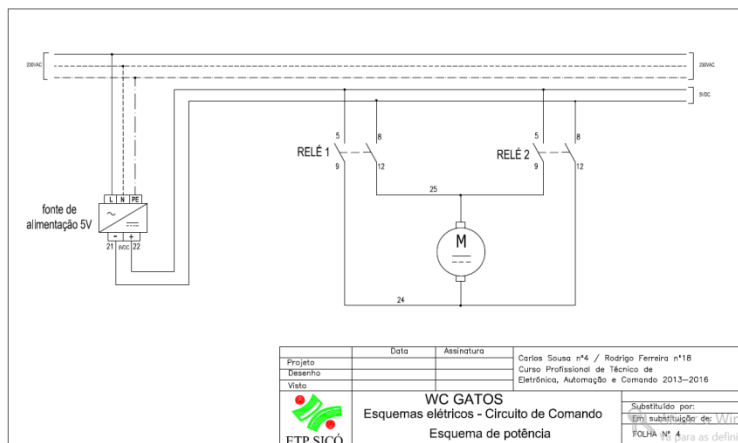 230VAC
230VAC
5VDC
5
8
5
8
RELÉ 1
RELÉ 2
9
12
9
12
25
L N PE
fonte de
alimentação 5V
M
- +
21 5VDC 22
24
Data Assinatura
Projeto
Desenho
Visto
Carlos Sousa nº4 / Rodrigo Ferreira nº18
Curso Profissional de Técnico de
Eletrónica, Automação e Comando 2013-2016
WC GATOS
Esquemas elétricos - Circuito de Comando
Esquema de potência
ETP SICÓ
Substituído por:
Em substituição de:
FOLHA Nº 4